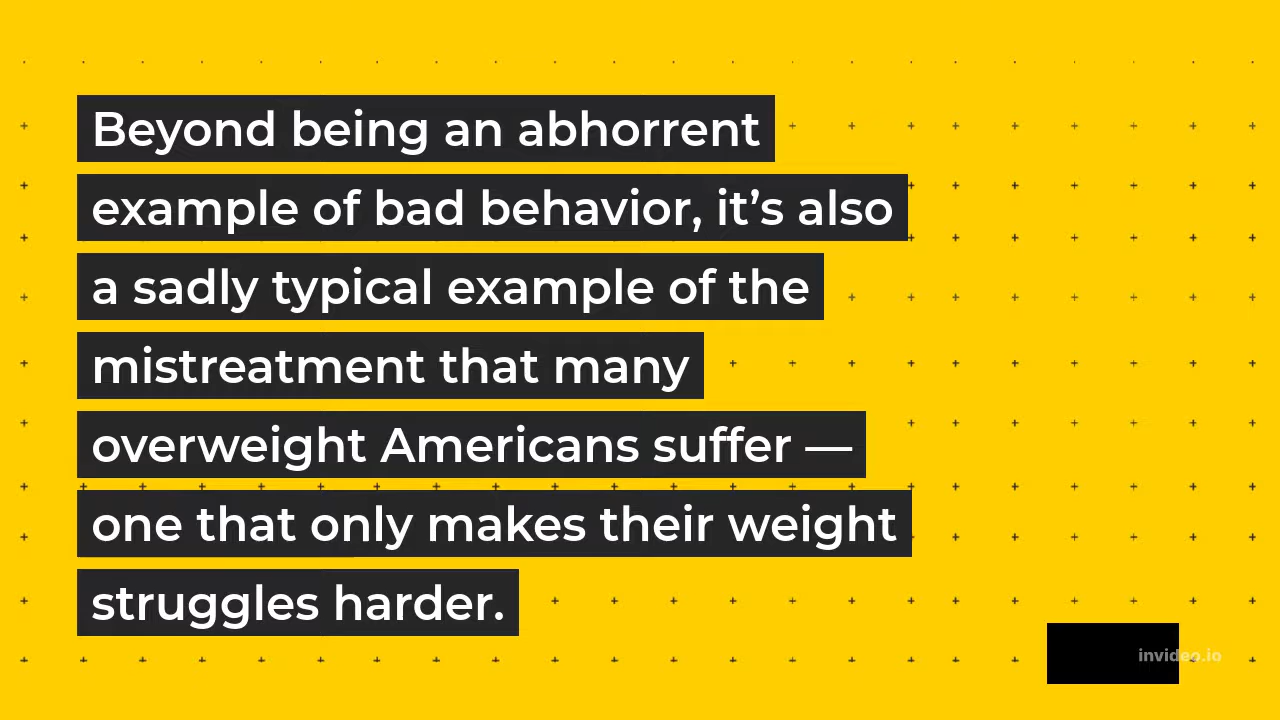 Beyond being an abhorrent
example of bad behavior, it’s also
a sadly typical example of the
mistreatment that many
overweight Americans suffer —
one that only makes their weight
struggles harder.
invideo.io